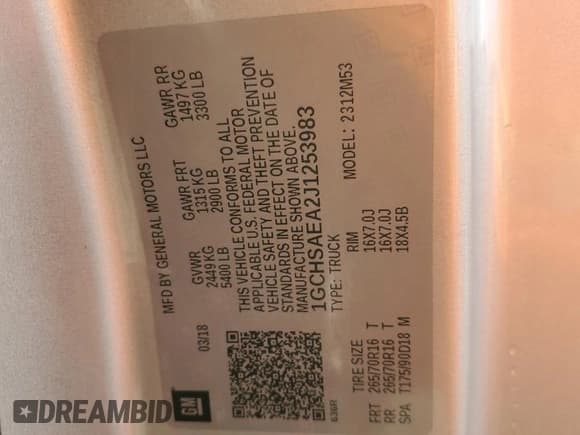 MFD BY GENERAL MOTORS LLC
03/18
GVWR GAWR FRT GAWR RR
2449 KG 1315 KG 1497 KG
5400 LB 2900 LB 3300 LB
THIS VEHICLE CONFORMS TO ALL
APPLICABLE U.S. FEDERAL MOTOR
VEHICLE SAFETY AND THEFT PREVENTION
STANDARDS IN EFFECT ON THE DATE OF
MANUFACTURE SHOWN ABOVE.
1GCHSAEA2J1253983
TYPE: TRUCK MODEL: 2312M53
GM
636R
TIRE SIZE RIM
FRT 265/70R16 T 16X7.0J
RR 265/70R16 T 16X7.0J
SPA T175/90D18 M 18X4.5B
DREAMBID